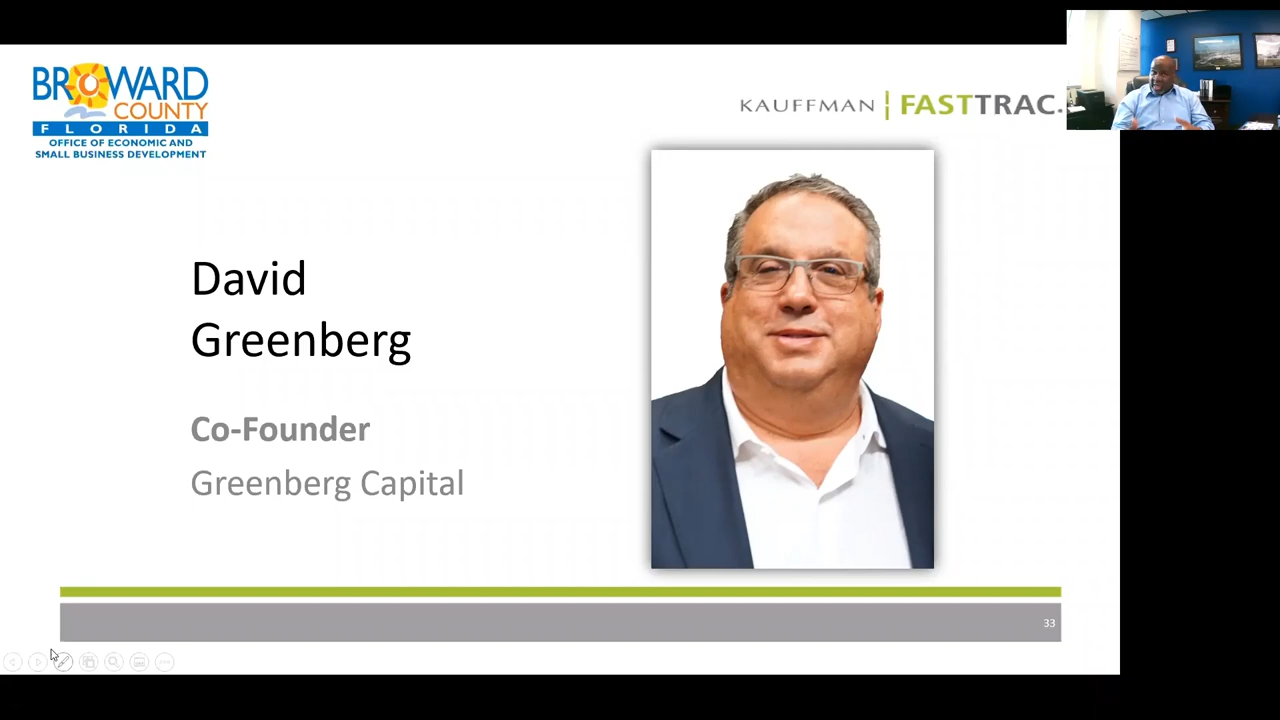 BROWARD
COUNTY
FLORIDA
OFFICE OF ECONOMIC AND
SMALL BUSINESS DEVELOPMENT
KAUFFMAN | FASTTRAC.
David
Greenberg
Co-Founder
Greenberg Capital
33